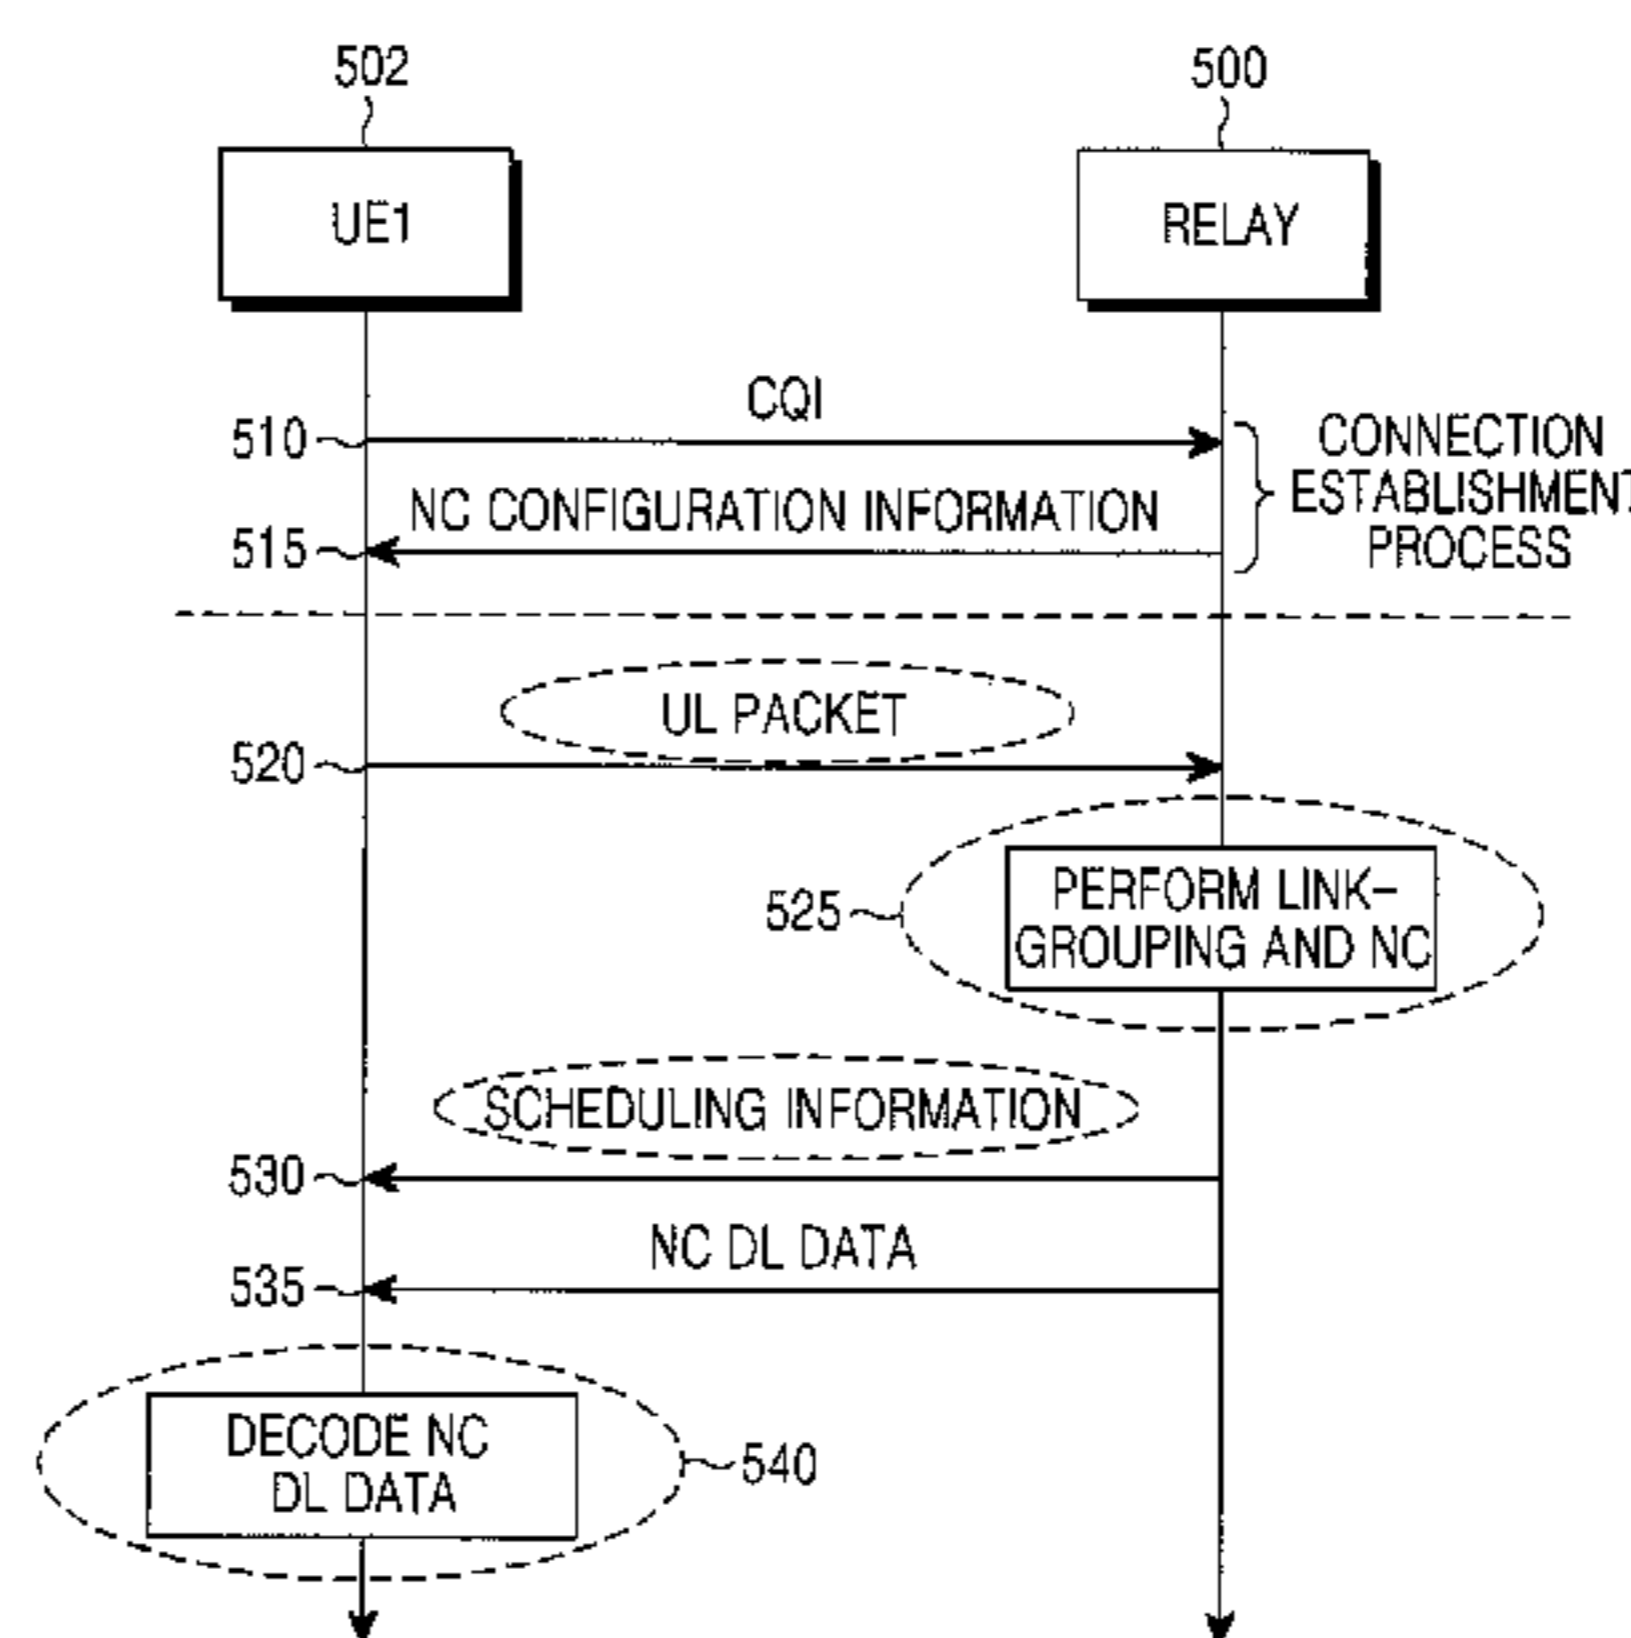 502
500
UE1
RELAY
CQI
510
CONNECTION
ESTABLISHMENT
PROCESS
NC CONFIGURATION INFORMATION
515
UL PACKET
520
525
PERFORM LINK-
GROUPING AND NC
SCHEDULING INFORMATION
530
NC DL DATA
535
DECODE NC
DL DATA
540